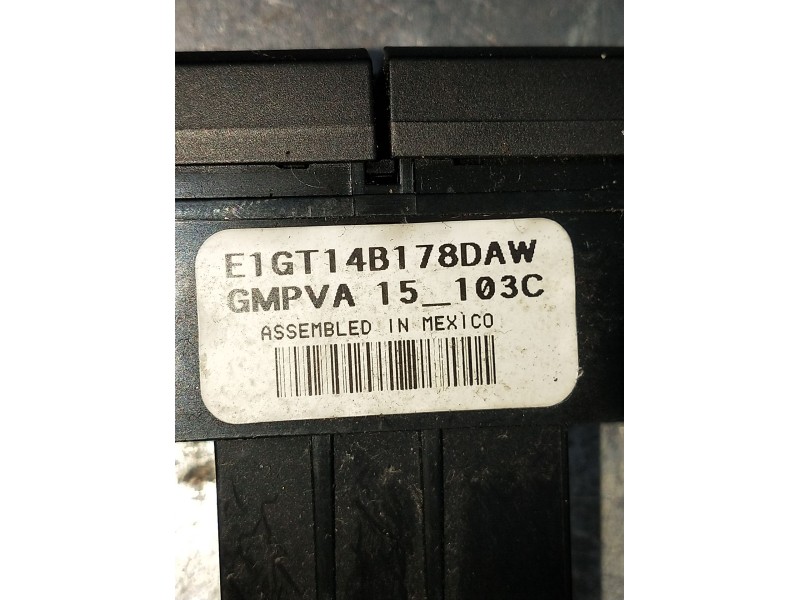 E1GT14B178DAW
GMPVA 15_103C
ASSEMBLED IN MEXICO